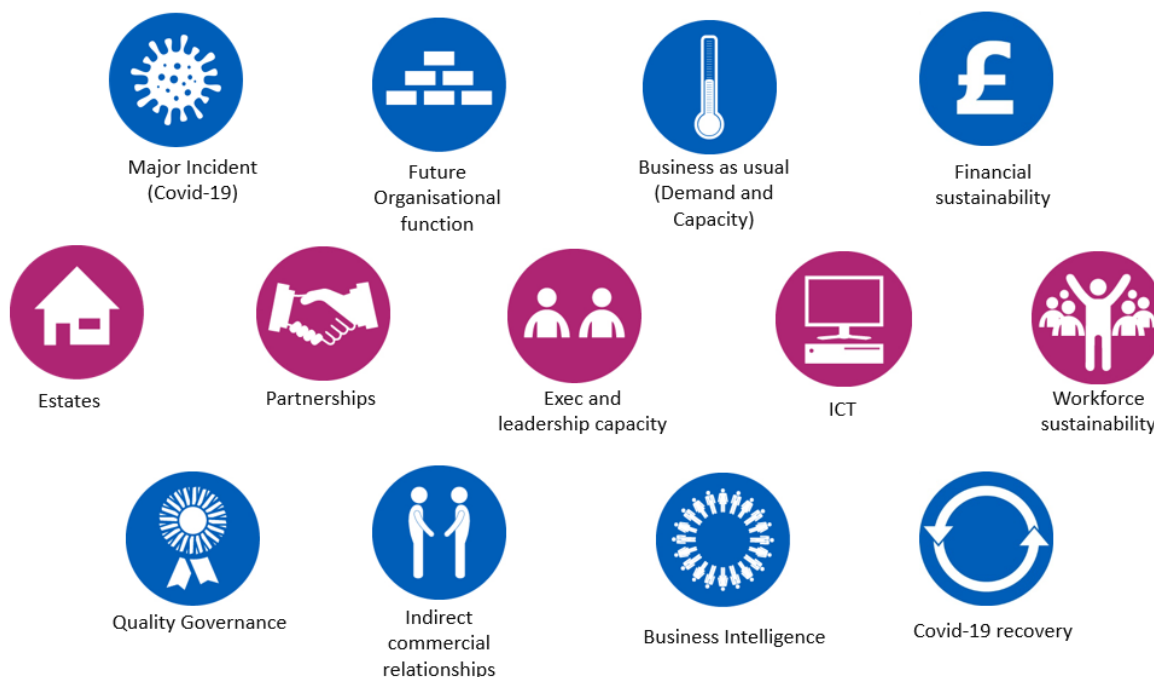 £
Major Incident
(Covid-19)
Future
Organisational
function
Business as usual
(Demand and
Capacity)
Financial
sustainability
Estates
Partnerships
Exec and
leadership capacity
ICT
Workforce
sustainability
Quality Governance
Indirect
commercial
relationships
Business Intelligence
Covid-19 recovery